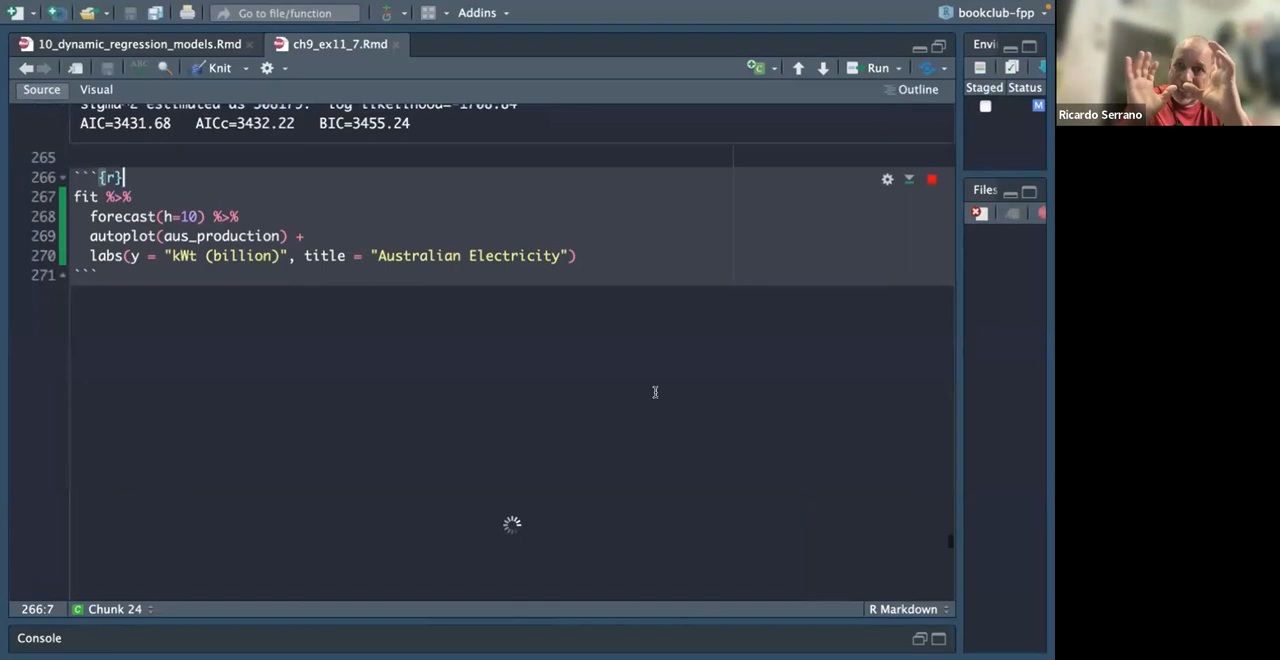 Go to file/function
Addins
bookclub-fpp
10_dynamic_regression_models.Rmd
ch9_ex11_7.Rmd
ABC
Knit
Run
Source
Visual
Outline
Envi
Staged
Status
M
Files
AIC=3431.68 AICc=3432.22 BIC=3455.24
265
266 ```{r}
267 fit %>%
268 forecast(h=10) %>%
269 autoplot(aus_production) +
270 labs(y = "kWt (billion)", title = "Australian Electricity")
271 ```
266:7
C Chunk 24
R Markdown
Console
Ricardo Serrano